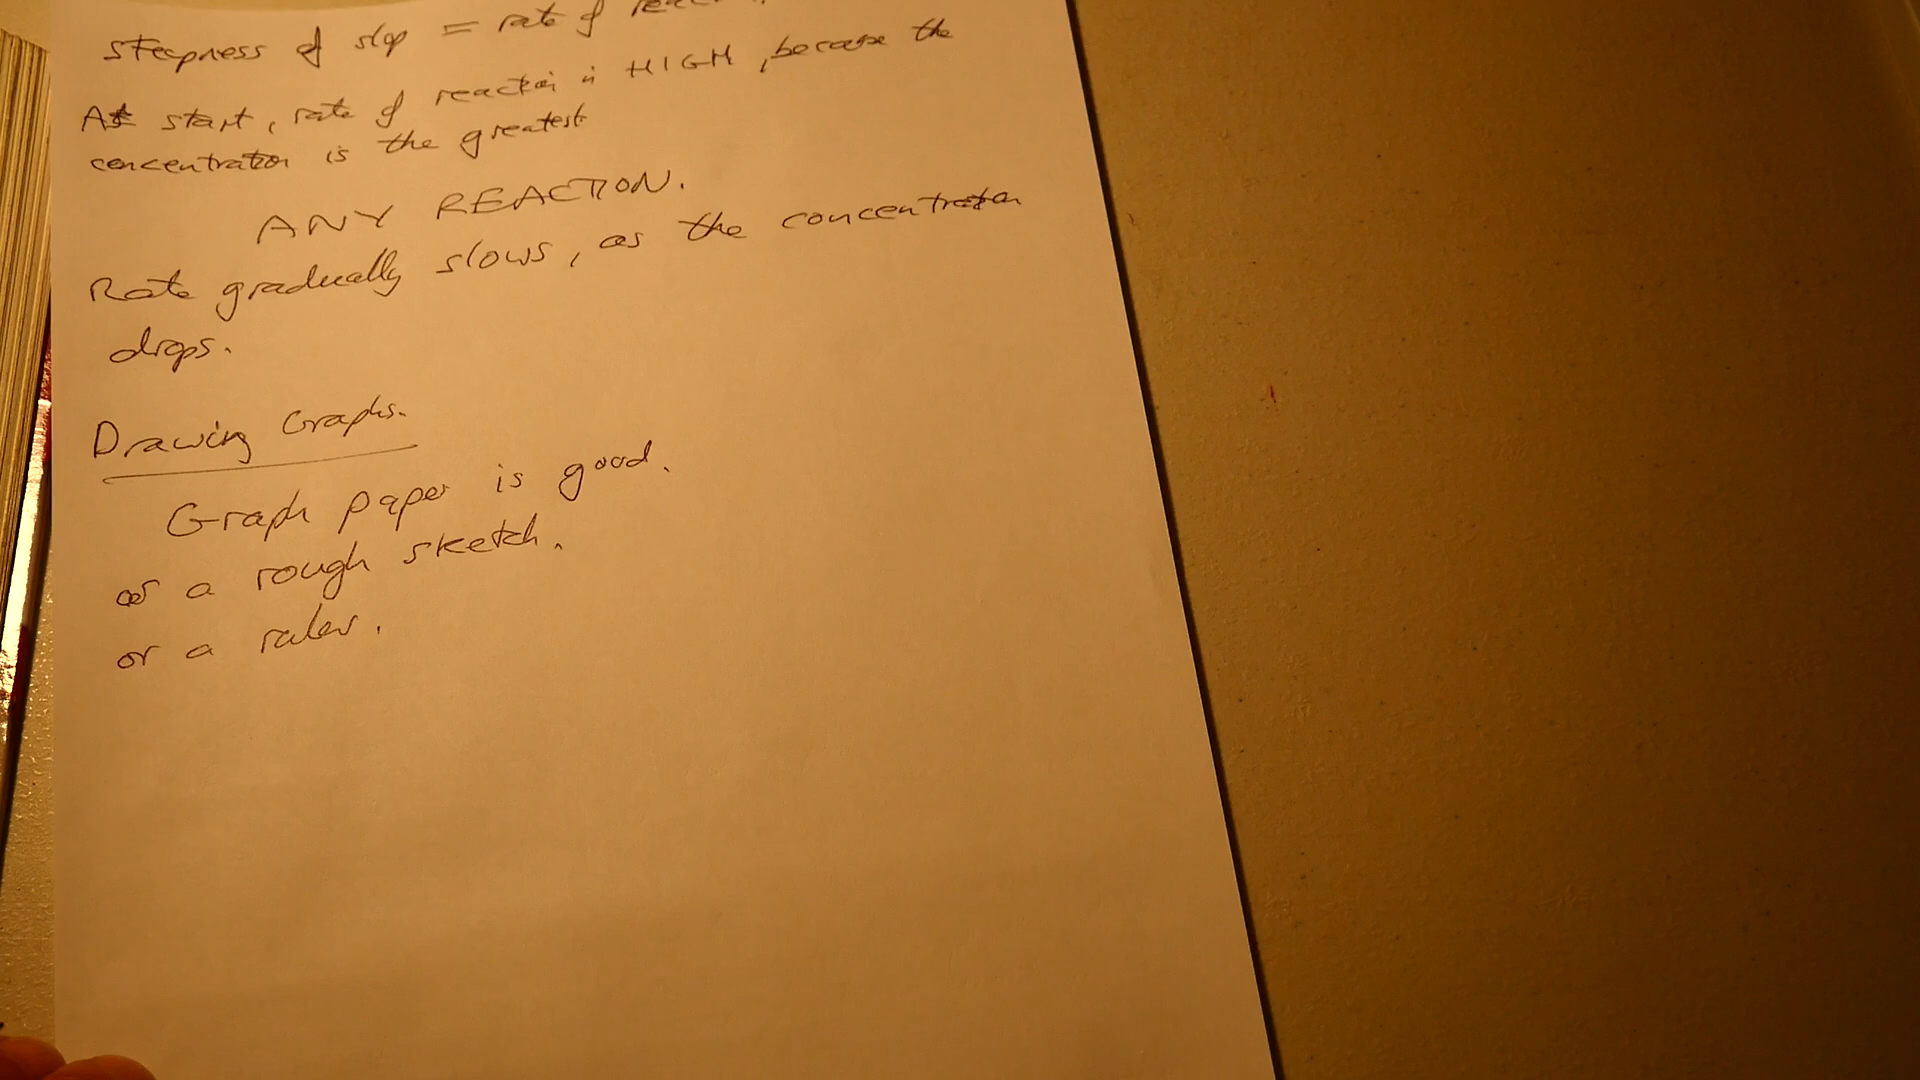 steepness of slop = rate of
At start, rate of reaction is HIGH, because the
concentration is the greatest
ANY REACTION.
Rate gradually slows, as the concentration
drops.
Drawing Graphs.
Graph paper is good.
or a rough sketch.
or a ruler.